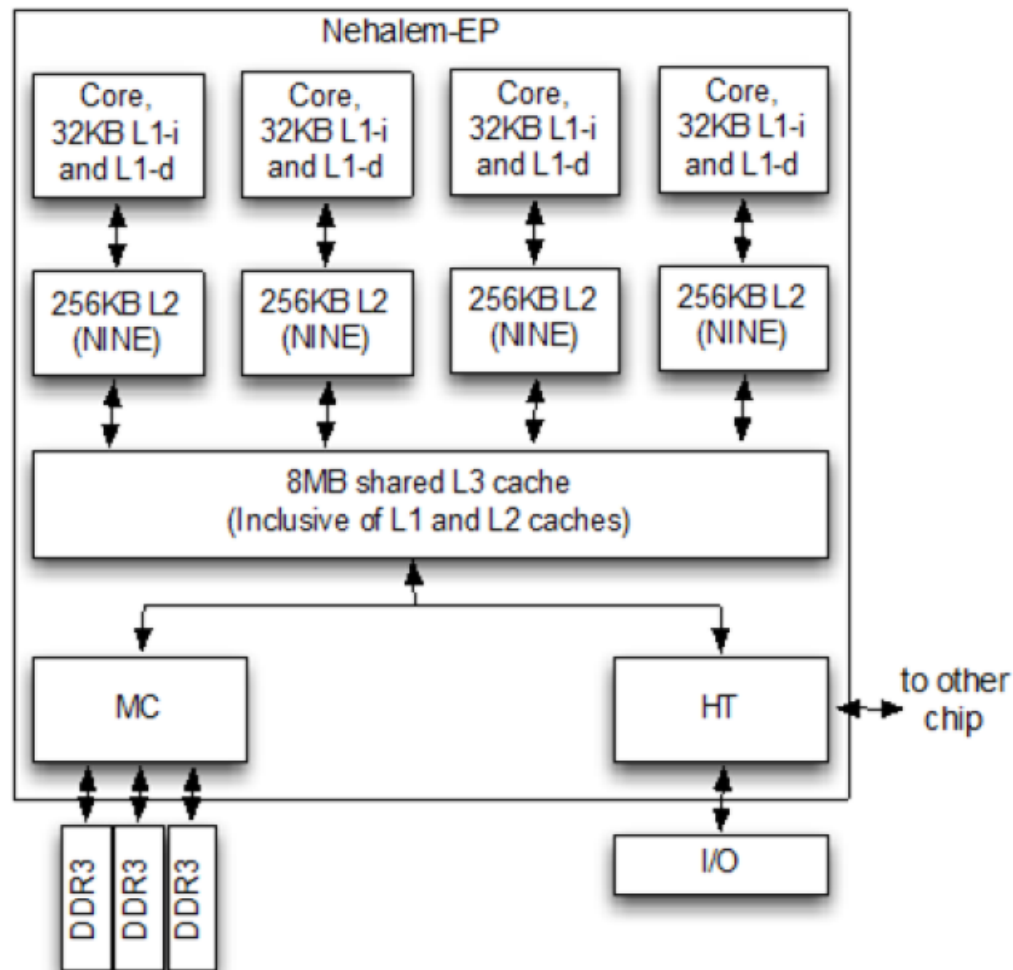 Nehalem-EP
Core,
32KB L1-i
and L1-d
Core,
32KB L1-i
and L1-d
Core,
32KB L1-i
and L1-d
Core,
32KB L1-i
and L1-d
256KB L2
(NINE)
256KB L2
(NINE)
256KB L2
(NINE)
256KB L2
(NINE)
8MB shared L3 cache
(Inclusive of L1 and L2 caches)
MC
HT
to other
chip
DDR3
DDR3
DDR3
I/O